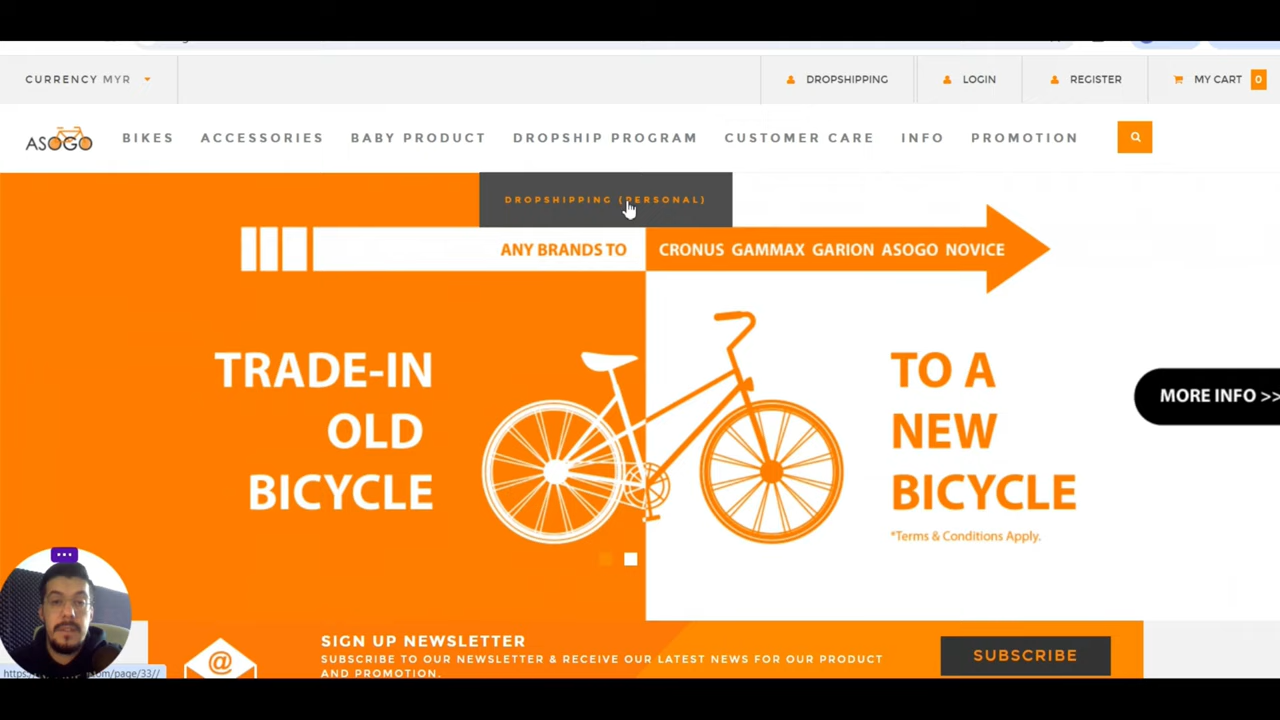 CURRENCY MYR
DROPSHIPPING
LOGIN
REGISTER
MY CART 0
ASOGO
BIKES
ACCESSORIES
BABY PRODUCT
DROPSHIP PROGRAM
CUSTOMER CARE
INFO
PROMOTION
DROPSHIPPING (PERSONAL)
ANY BRANDS TO
CRONUS GAMMAX GARION ASOGO NOVICE
TRADE-IN
OLD
BICYCLE
TO A
NEW
BICYCLE
*Terms & Conditions Apply.
MORE INFO >>
@
SIGN UP NEWSLETTER
SUBSCRIBE TO OUR NEWSLETTER & RECEIVE OUR LATEST NEWS FOR OUR PRODUCT
AND PROMOTION.
SUBSCRIBE